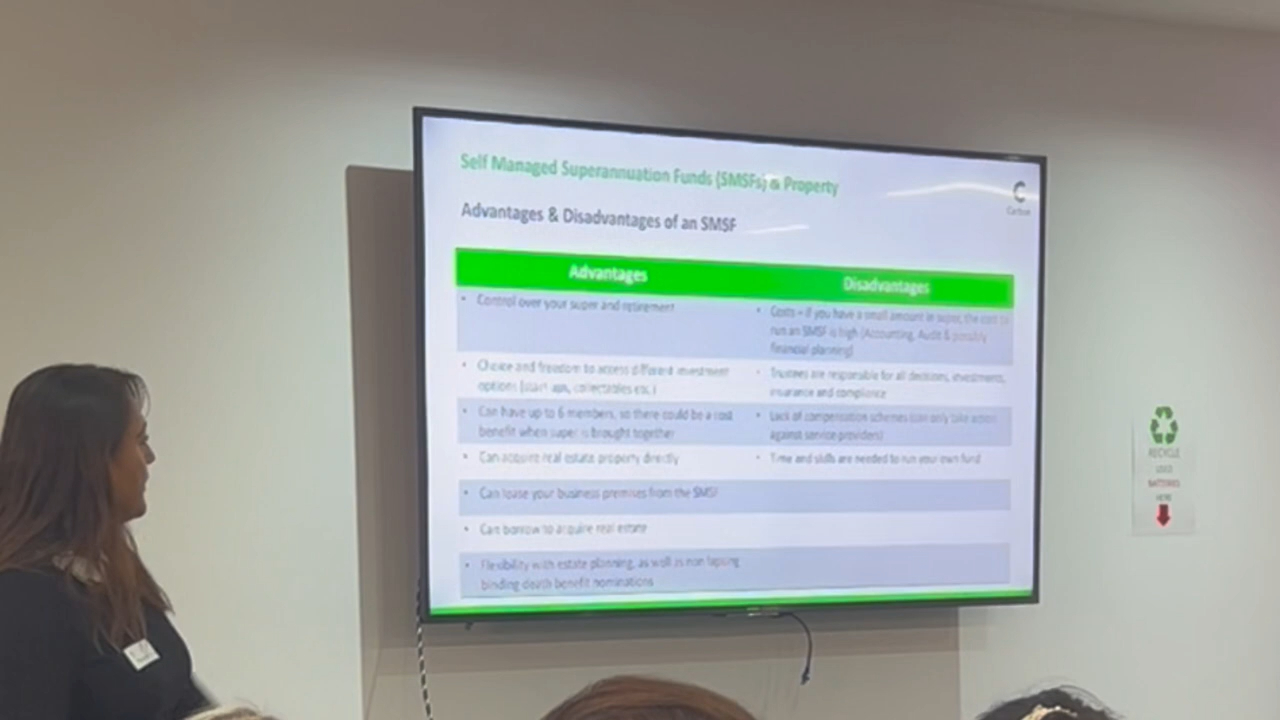 Self Managed Superannuation Funds (SMSFs) & Property
C
Carbon
Advantages & Disadvantages of an SMSF
Advantages
Disadvantages
• Control over your super and retirement
• Costs – if you have a small amount in super, the cost to
run an SMSF is high (Accounting, Audit & possibly
financial planning)
• Choice and freedom to access different investment
options (start ups, collectables etc.)
• Trustees are responsible for all decisions, investments,
insurance and compliance
• Can have up to 6 members, so there could be a cost
benefit when super is brought together
• Lack of compensation schemes (can only take action
against service providers)
• Can acquire real estate property directly
• Time and skills are needed to run your own fund
• Can lease your business premises from the SMSF
• Can borrow to acquire real estate
• Flexibility with estate planning, as well as non lapsing
binding death benefit nominations
RECYCLE
USED
BATTERIES
HERE